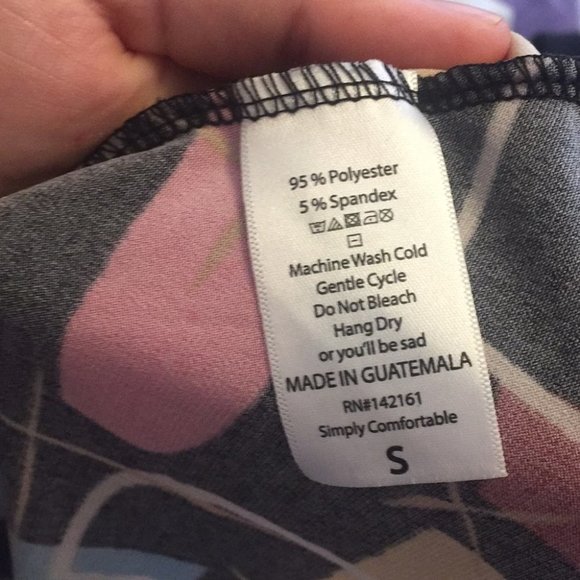 95 % Polyester
5 % Spandex
Machine Wash Cold
Gentle Cycle
Do Not Bleach
Hang Dry
or you'll be sad
MADE IN GUATEMALA
RN#142161
Simply Comfortable
S